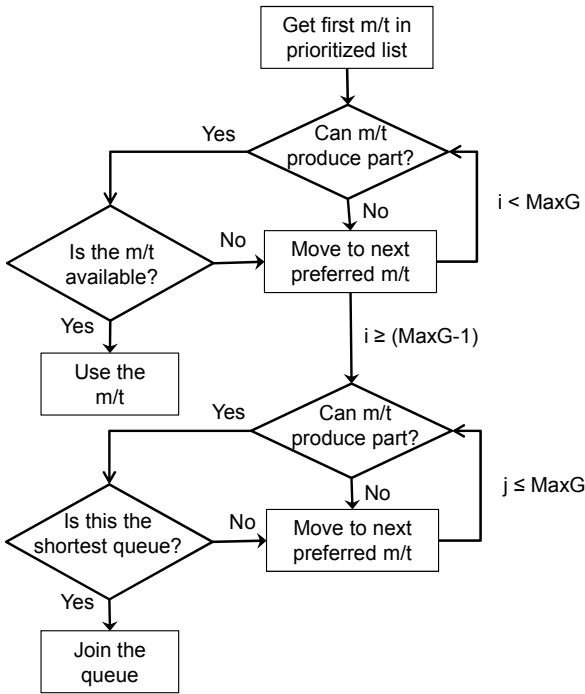 Get first m/t in
prioritized list
Yes
Can m/t
produce part?
i < MaxG
No
Is the m/t
available?
No
Move to next
preferred m/t
Yes
i ≥ (MaxG-1)
Use the
m/t
Yes
Can m/t
produce part?
j ≤ MaxG
No
Is this the
shortest queue?
No
Move to next
preferred m/t
Yes
Join the
queue